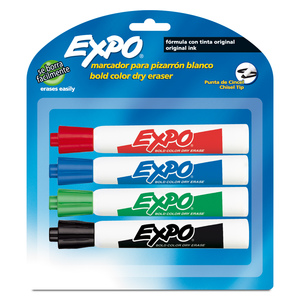 EXPO
fórmula con tinta original
original ink
marcador para pizarrón blanco
bold color dry eraser
se borra
fácilmente
erases easily
Punta de Cincel
Chisel Tip
EXPO
BOLD COLOR DRY ERASE
EXPO
BOLD COLOR DRY ERASE
EXPO
BOLD COLOR DRY ERASE
EXPO
BOLD COLOR DRY ERASE